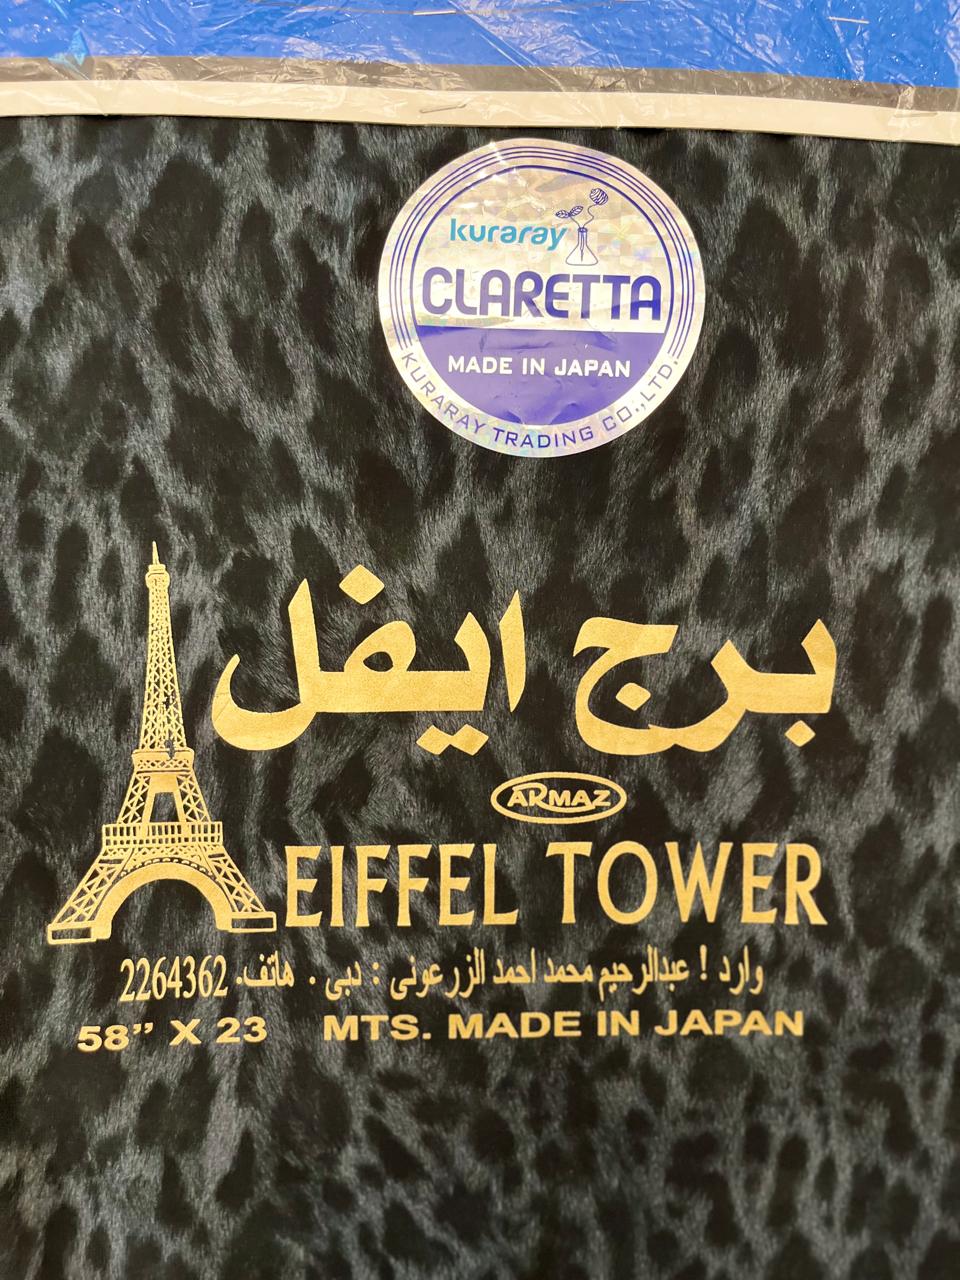 kuraray
CLARETTA
MADE IN JAPAN
KURARAY TRADING CO.,LTD.
برج ايفل
ARMAZ
EIFFEL TOWER
وارد ! عبدالرحيم محمد احمد الزرعونى : دبى . هاتف. 2264362
58” X 23 MTS. MADE IN JAPAN